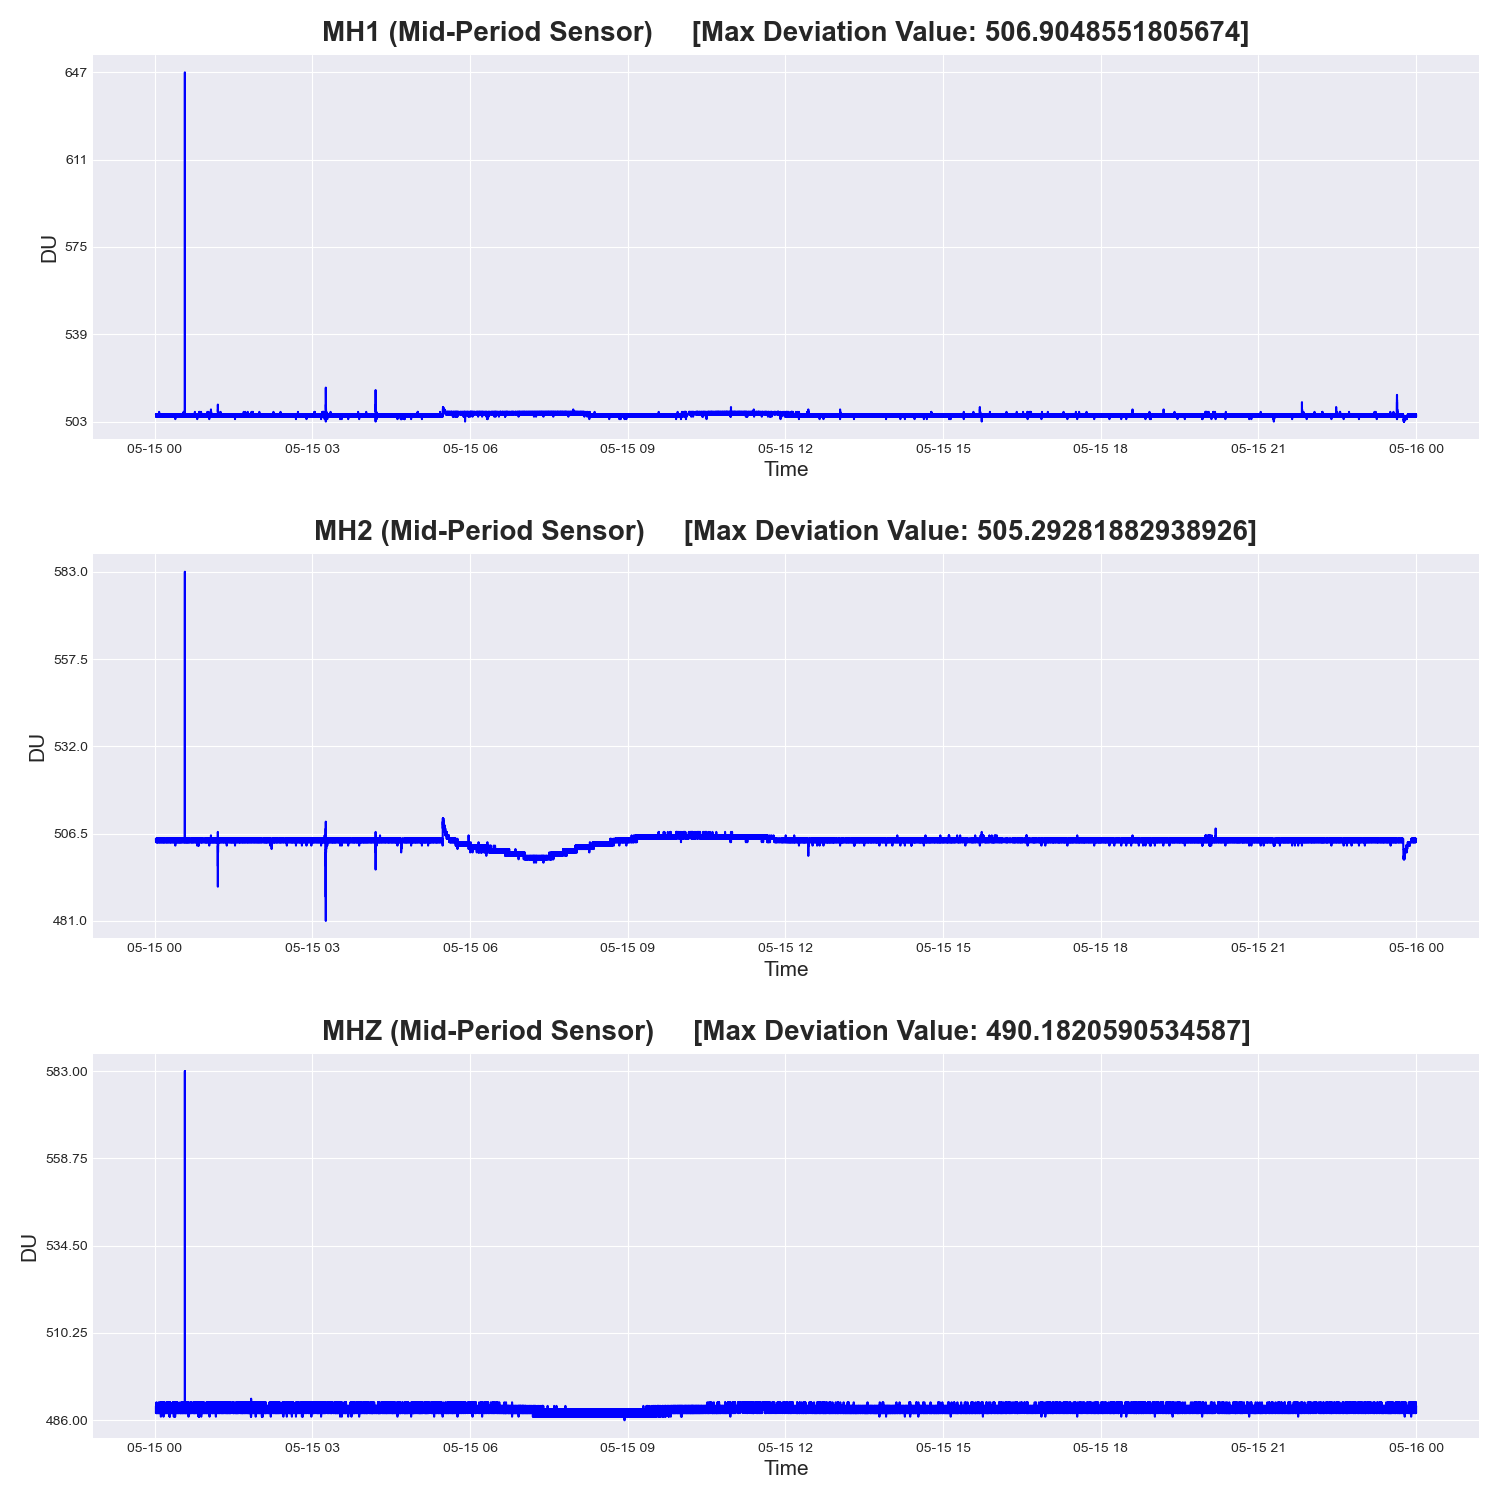 MH1 (Mid-Period Sensor) [Max Deviation Value: 506.9048551805674]
647
611
575
539
503
DU
05-15 00 05-15 03 05-15 06 05-15 09 05-15 12 05-15 15 05-15 18 05-15 21 05-16 00
Time
MH2 (Mid-Period Sensor) [Max Deviation Value: 505.29281882938926]
583.0
557.5
532.0
506.5
481.0
DU
05-15 00 05-15 03 05-15 06 05-15 09 05-15 12 05-15 15 05-15 18 05-15 21 05-16 00
Time
MHZ (Mid-Period Sensor) [Max Deviation Value: 490.1820590534587]
583.00
558.75
534.50
510.25
486.00
DU
05-15 00 05-15 03 05-15 06 05-15 09 05-15 12 05-15 15 05-15 18 05-15 21 05-16 00
Time